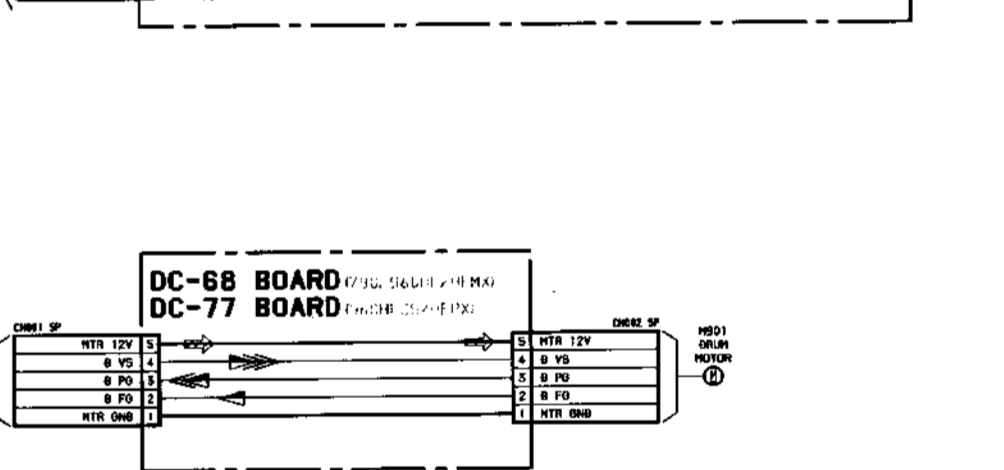 DC-68 BOARD
DC-77 BOARD
5P
MTR 12V 5
VS 4
PG 3
FG 2
MTR GND 1
CN002 5P
5 MTR 12V
4 VS
3 PG
2 FG
1 MTR GND
M901
DRUM
MOTOR
M